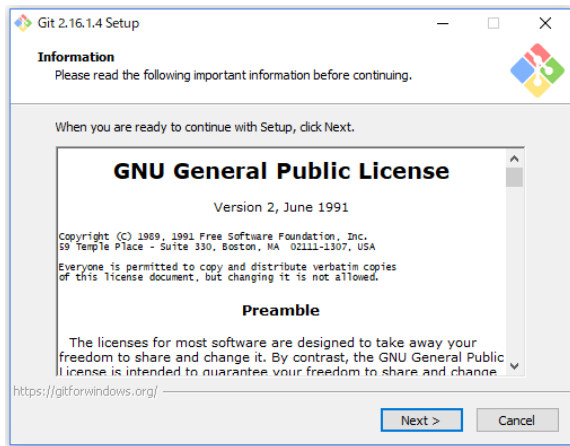 Git 2.16.1.4 Setup
Information
Please read the following important information before continuing.
When you are ready to continue with Setup, click Next.
GNU General Public License
Version 2, June 1991
Copyright (C) 1989, 1991 Free Software Foundation, Inc.
59 Temple Place - Suite 330, Boston, MA  02111-1307, USA
Everyone is permitted to copy and distribute verbatim copies
of this license document, but changing it is not allowed.
Preamble
The licenses for most software are designed to take away your
freedom to share and change it. By contrast, the GNU General Public
License is intended to guarantee your freedom to share and change
https://gitforwindows.org/
Next >
Cancel